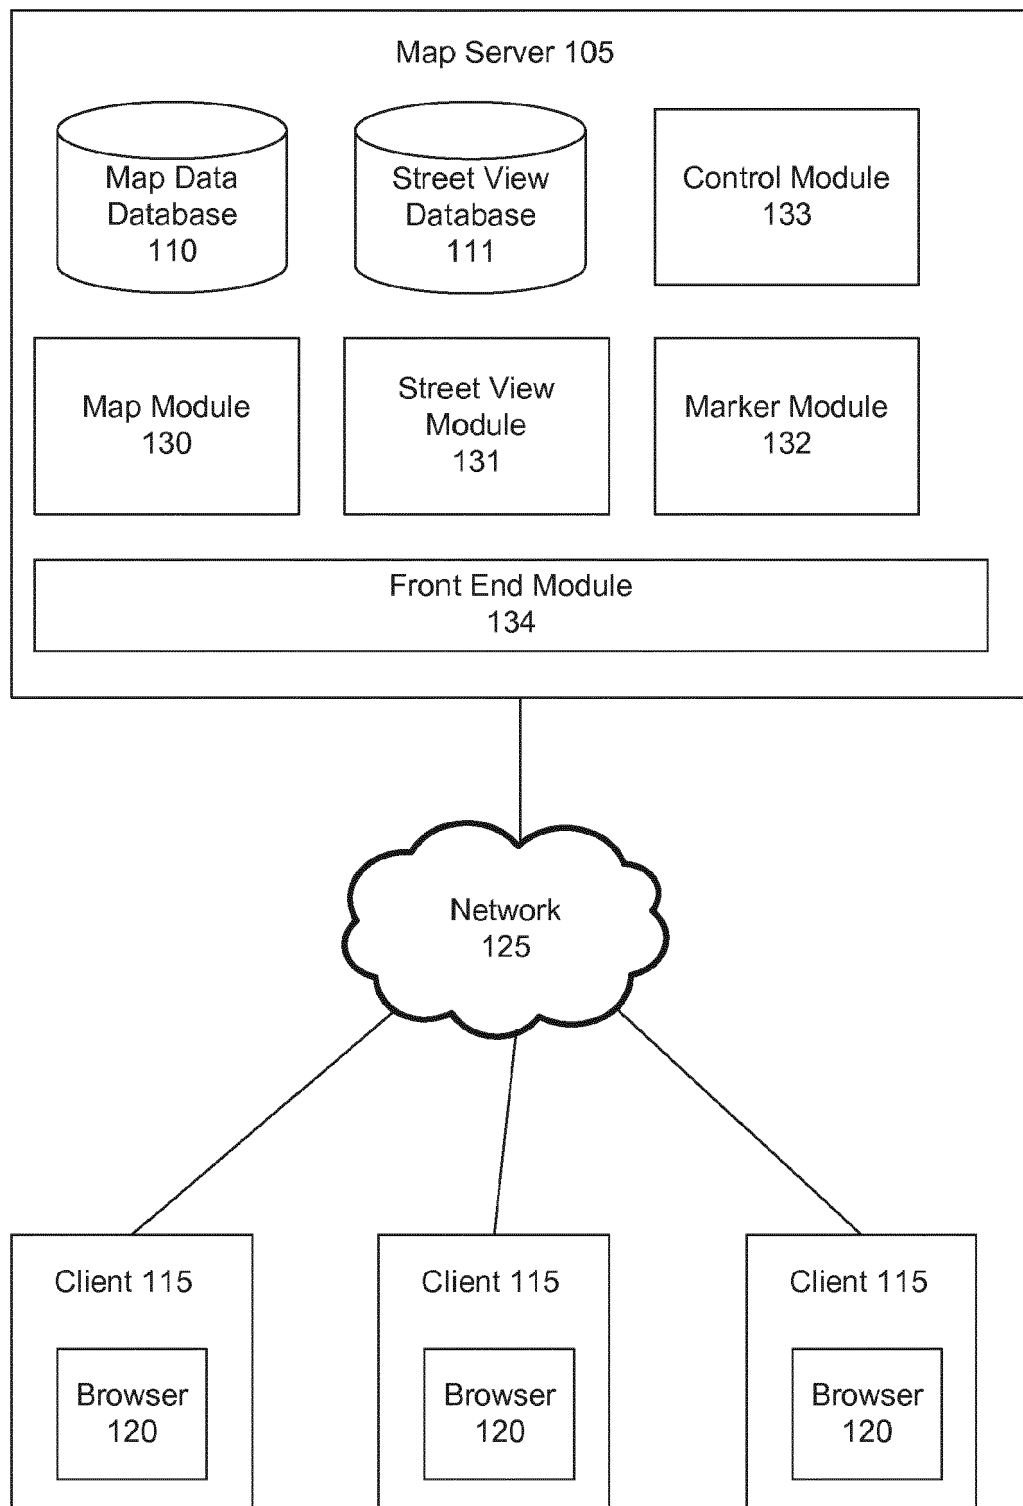 Map Server 105
Map Data
Database
110
Street View
Database
111
Control Module
133
Map Module
130
Street View
Module
131
Marker Module
132
Front End Module
134
Network
125
Client 115
Browser
120
Client 115
Browser
120
Client 115
Browser
120